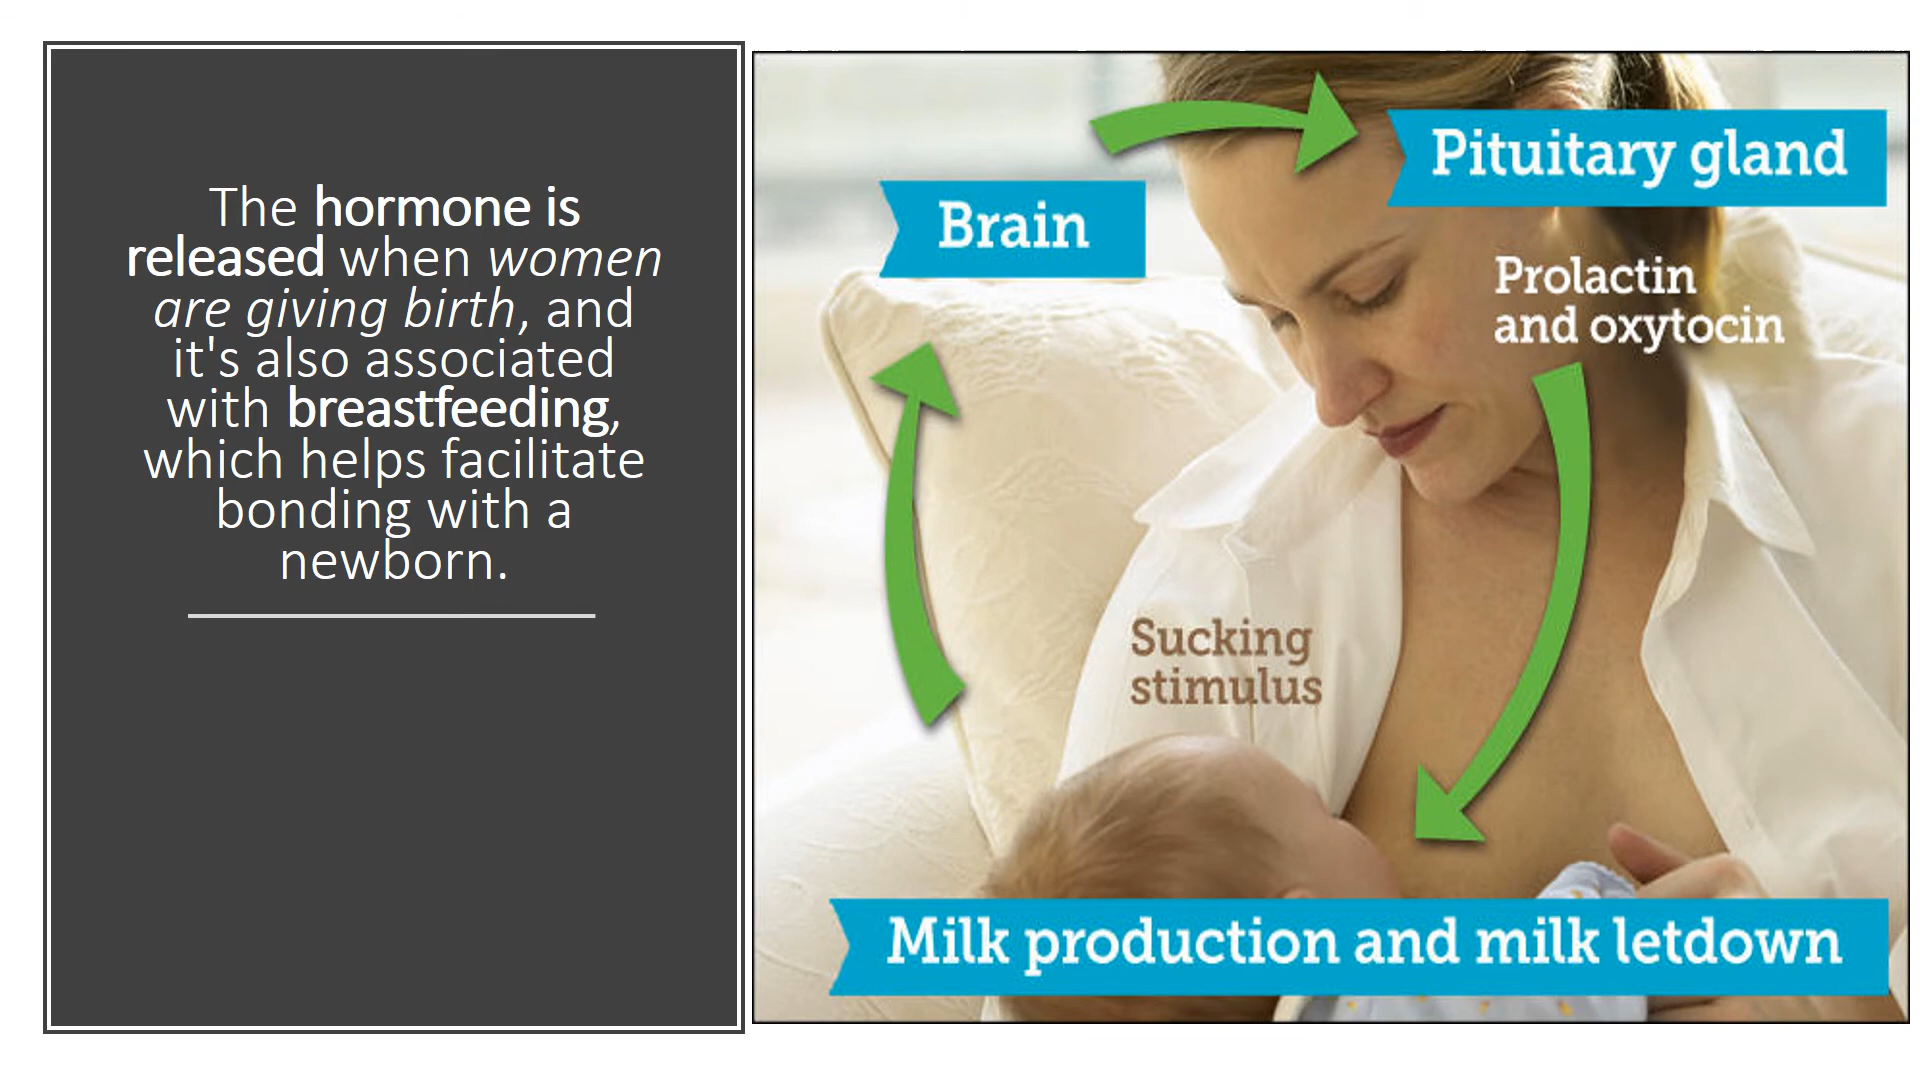 The hormone is
released when women
are giving birth, and
it's also associated
with breastfeeding,
which helps facilitate
bonding with a
newborn.
Brain
Pituitary gland
Prolactin
and oxytocin
Sucking
stimulus
Milk production and milk letdown